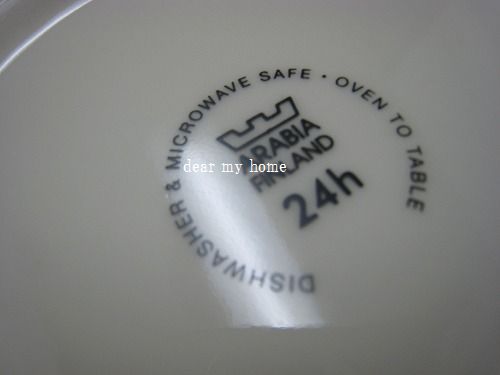 DISHWASHER & MICROWAVE SAFE · OVEN TO TABLE
ARABIA
FINLAND
24h
dear my home